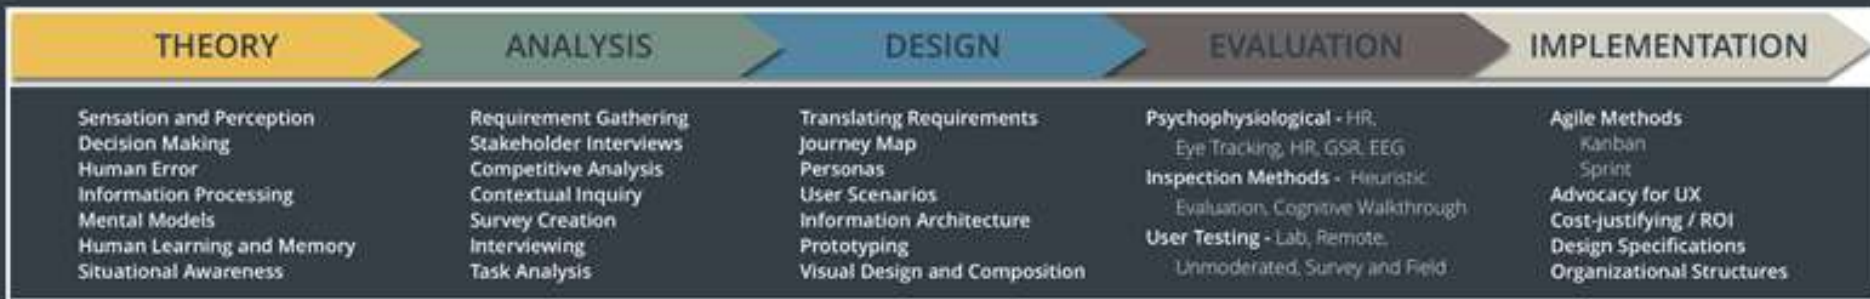 THEORY
Sensation and Perception
Decision Making
Human Error
Information Processing
Mental Models
Human Learning and Memory
Situational Awareness
ANALYSIS
Requirement Gathering
Stakeholder Interviews
Competitive Analysis
Contextual Inquiry
Survey Creation
Interviewing
Task Analysis
DESIGN
Translating Requirements
Journey Map
Personas
User Scenarios
Information Architecture
Prototyping
Visual Design and Composition
EVALUATION
Psychophysiological - HR,
Eye Tracking, HR, GSR, EEG
Inspection Methods - Heuristic
Evaluation, Cognitive Walkthrough
User Testing - Lab, Remote,
Unmoderated, Survey and Field
IMPLEMENTATION
Agile Methods
Kanban
Sprint
Advocacy for UX
Cost-justifying / ROI
Design Specifications
Organizational Structures